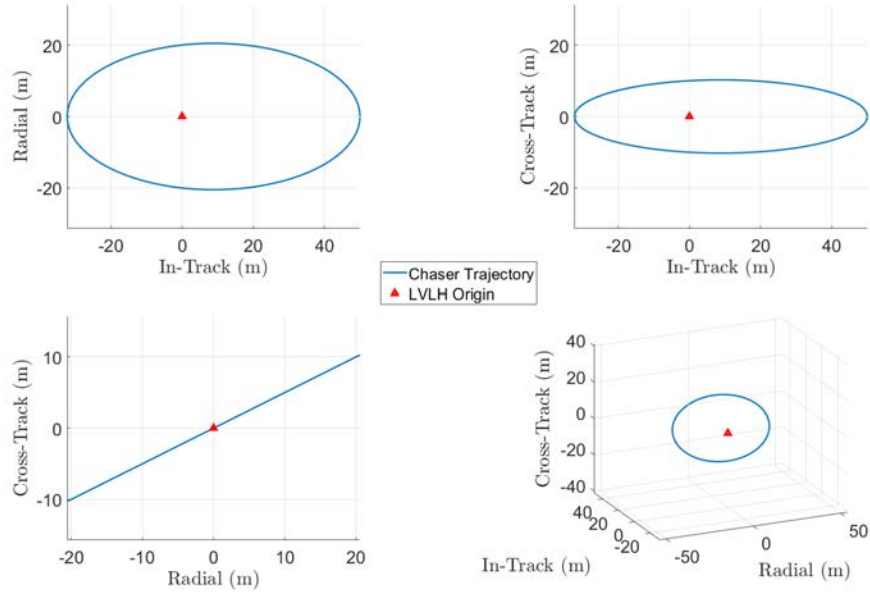 20
0
-20
Radial (m)
-20 0 20 40
In-Track (m)
20
0
-20
Cross-Track (m)
-20 0 20 40
In-Track (m)
Chaser Trajectory
LVLH Origin
10
0
-10
Cross-Track (m)
-20 -10 0 10 20
Radial (m)
40
20
0
-20
-40
Cross-Track (m)
40
20
0
-20
In-Track (m)
-50 0 50
Radial (m)